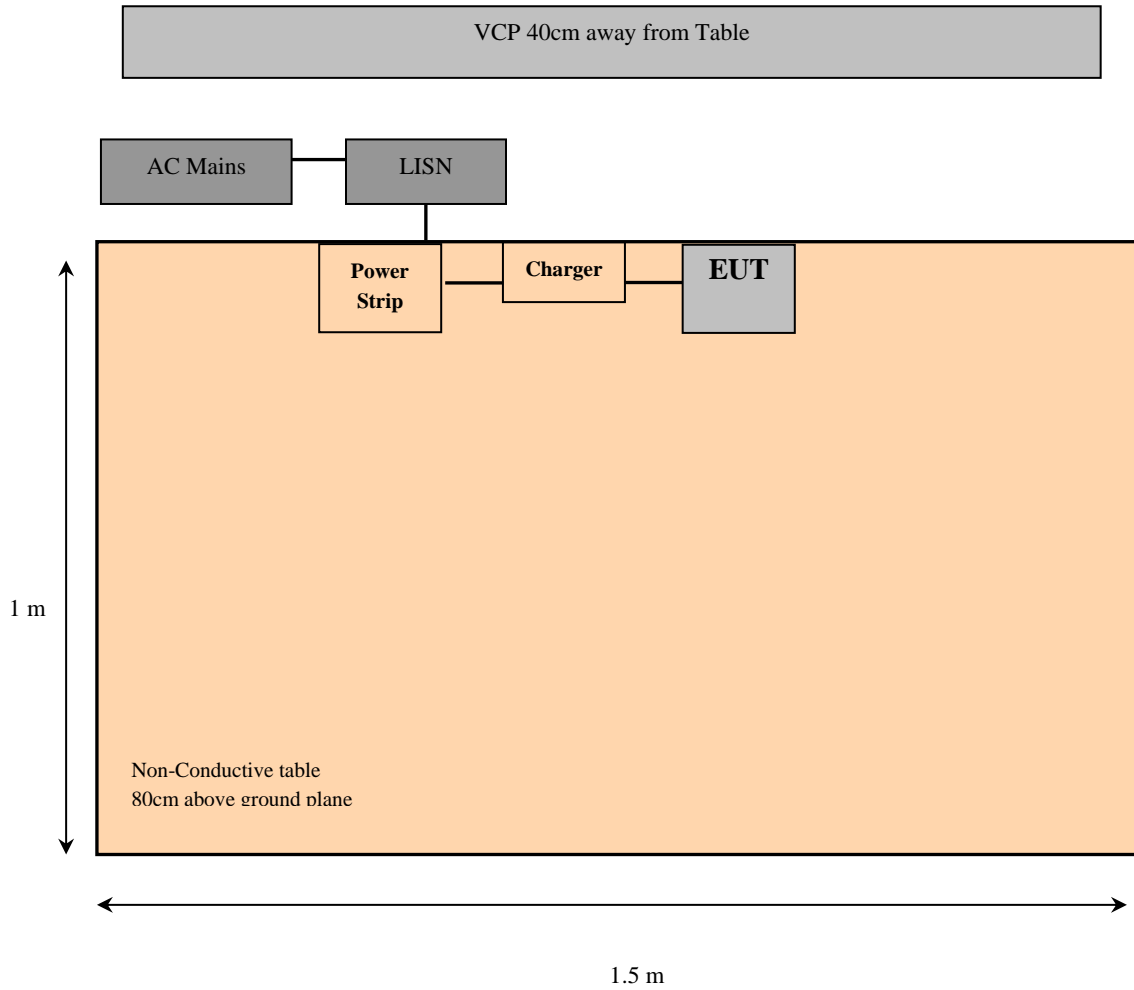 VCP 40cm away from Table
AC Mains
LISN
Power
Strip
Charger
EUT
1 m
Non-Conductive table
80cm above ground plane
1.5 m